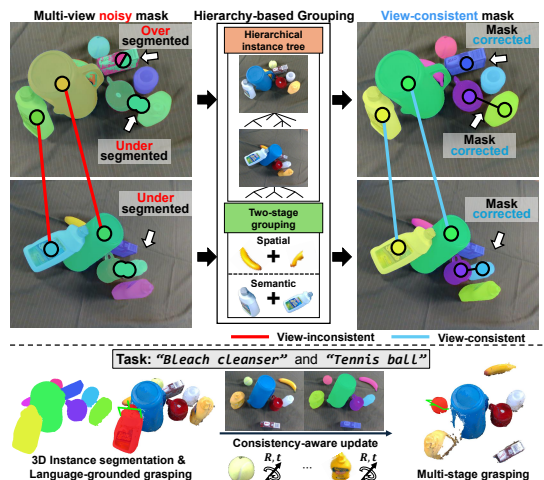 Multi-view noisy mask
Hierarchy-based Grouping
View-consistent mask
Over
segmented
Under
segmented
Hierarchical
instance tree
Mask
corrected
Mask
corrected
Under
segmented
Two-stage
grouping
Spatial
+
Semantic
+
Mask
corrected
View-inconsistent
View-consistent
Task: "Bleach cleanser" and "Tennis ball"
3D Instance segmentation &
Language-grounded grasping
Consistency-aware update
R, t
...
R, t
Multi-stage grasping